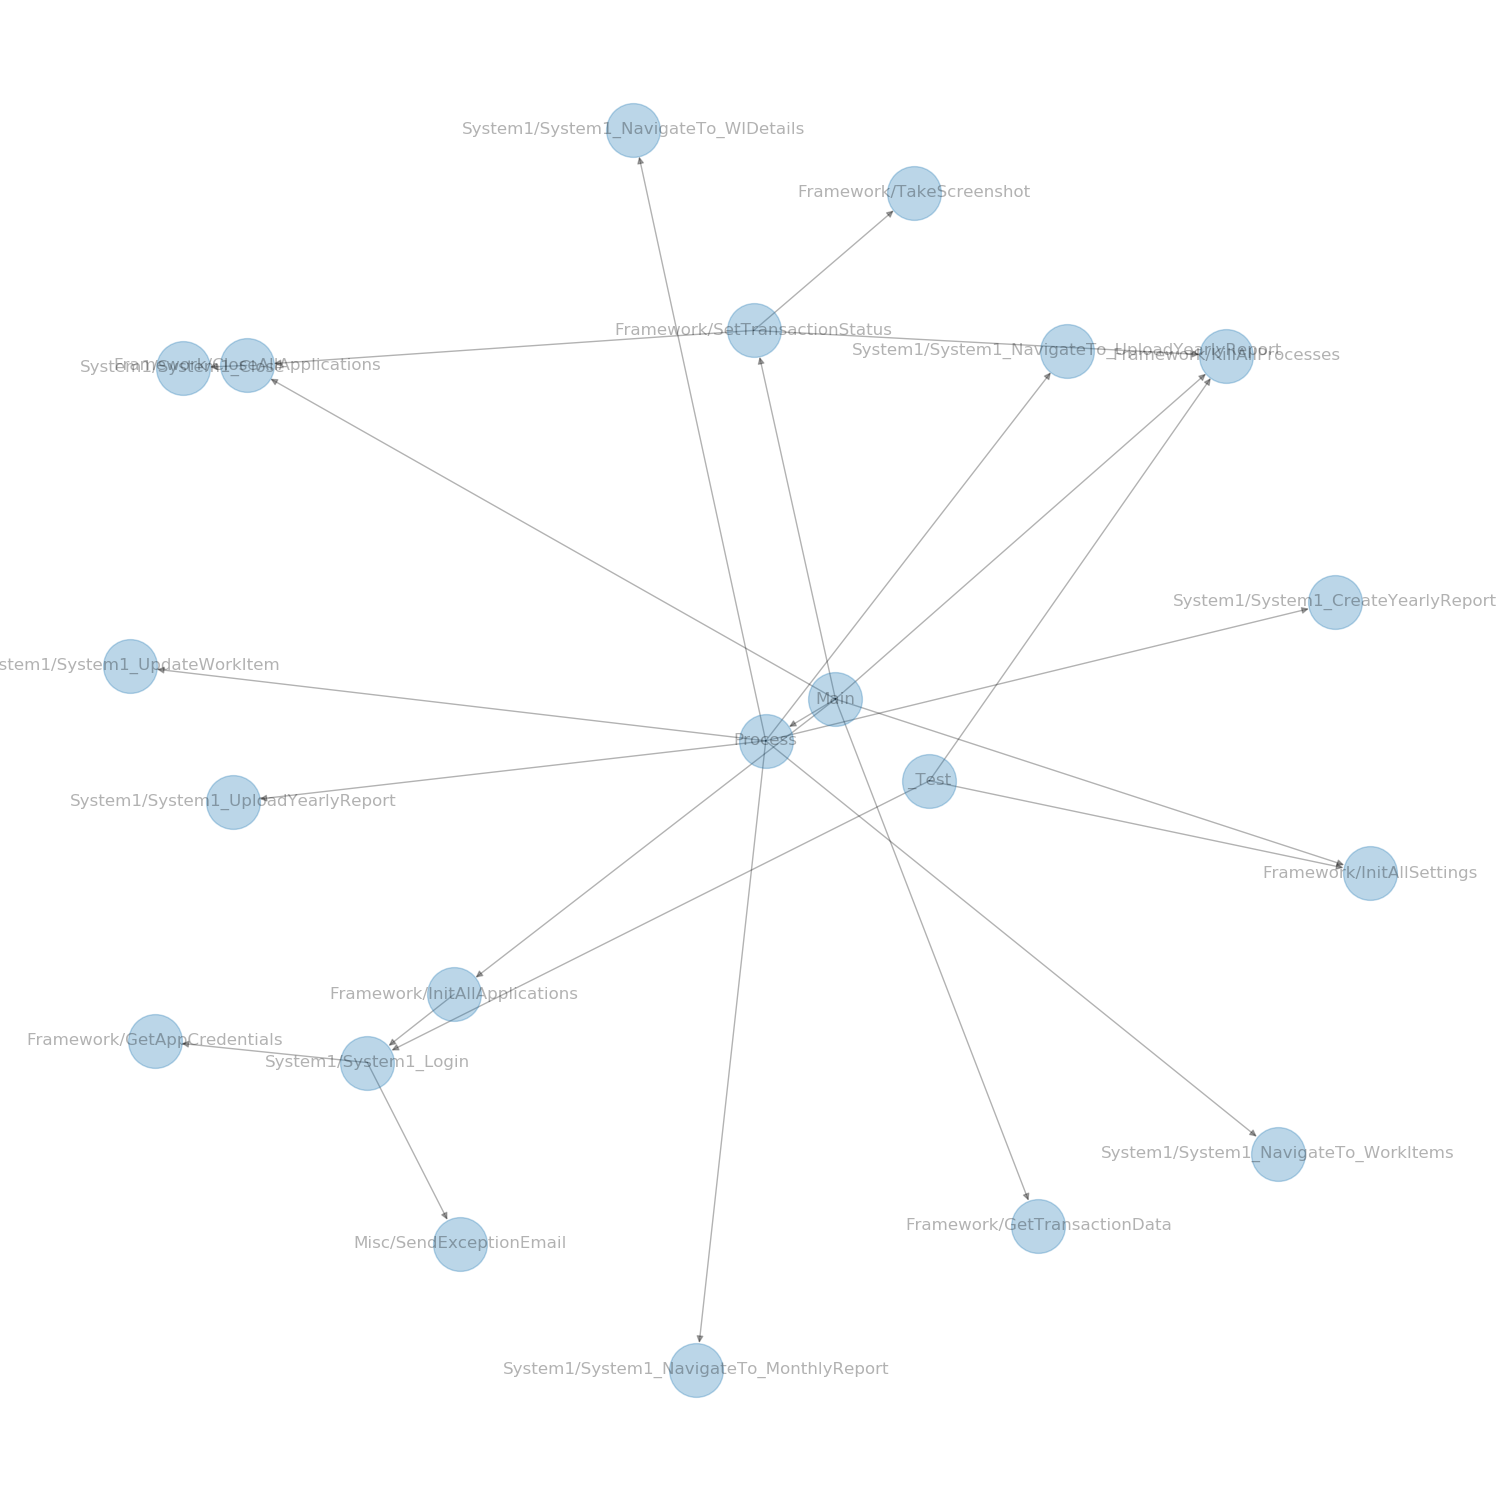 System1/System1_NavigateTo_WIDetails
Framework/TakeScreenshot
Framework/SetTransactionStatus
System1/System1_NavigateTo_UploadYearlyReport
Framework/KillAllProcesses
Framework/CloseAllApplications
System1/System1_Close
System1/System1_CreateYearlyReport
stem1/System1_UpdateWorkItem
Main
Process
_Test
System1/System1_UploadYearlyReport
Framework/InitAllSettings
Framework/InitAllApplications
Framework/GetAppCredentials
System1/System1_Login
System1/System1_NavigateTo_WorkItems
Framework/GetTransactionData
Misc/SendExceptionEmail
System1/System1_NavigateTo_MonthlyReport